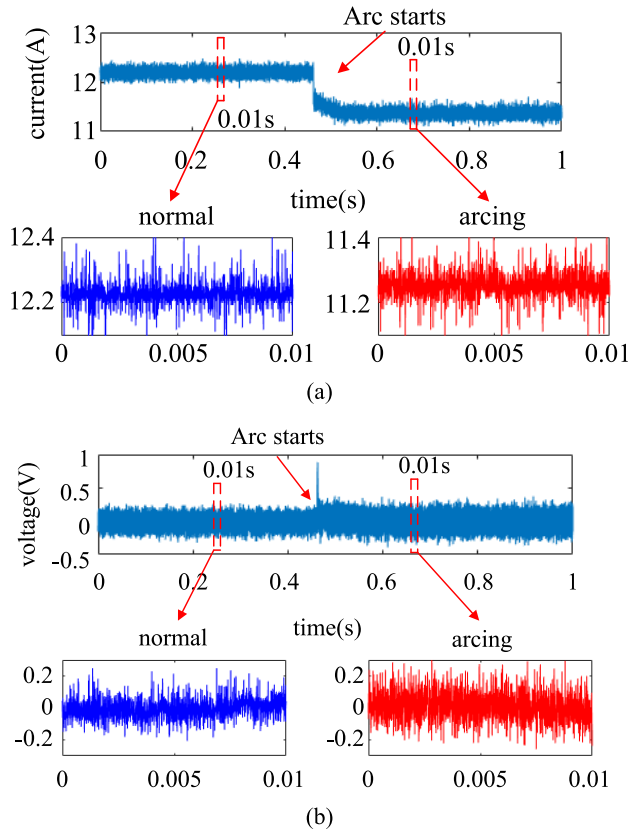 Arc starts
13
12
11
current(A)
0.01s
0.01s
0 0.2 0.4 0.6 0.8 1
time(s)
normal
arcing
12.4
12.2
0 0.005 0.01
11.4
11.2
0 0.005 0.01
(a)
Arc starts
1
0.5
0
-0.5
voltage(V)
0.01s
0.01s
0 0.2 0.4 0.6 0.8 1
time(s)
normal
arcing
0.2
0
-0.2
0 0.005 0.01
0.2
0
-0.2
0 0.005 0.01
(b)